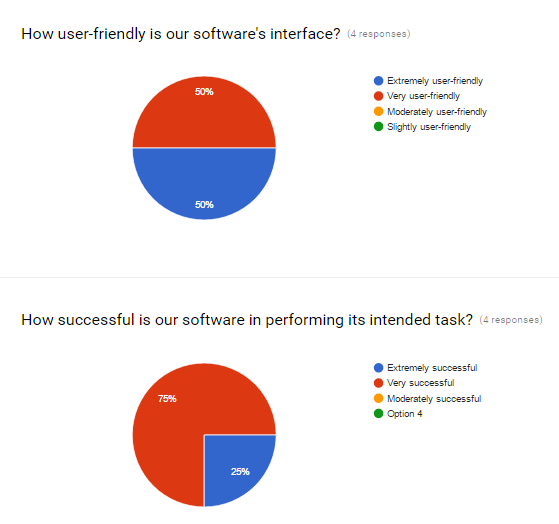 How user-friendly is our software's interface? (4 responses)
50%
50%
Extremely user-friendly
Very user-friendly
Moderately user-friendly
Slightly user-friendly
How successful is our software in performing its intended task? (4 responses)
75%
25%
Extremely successful
Very successful
Moderately successful
Option 4